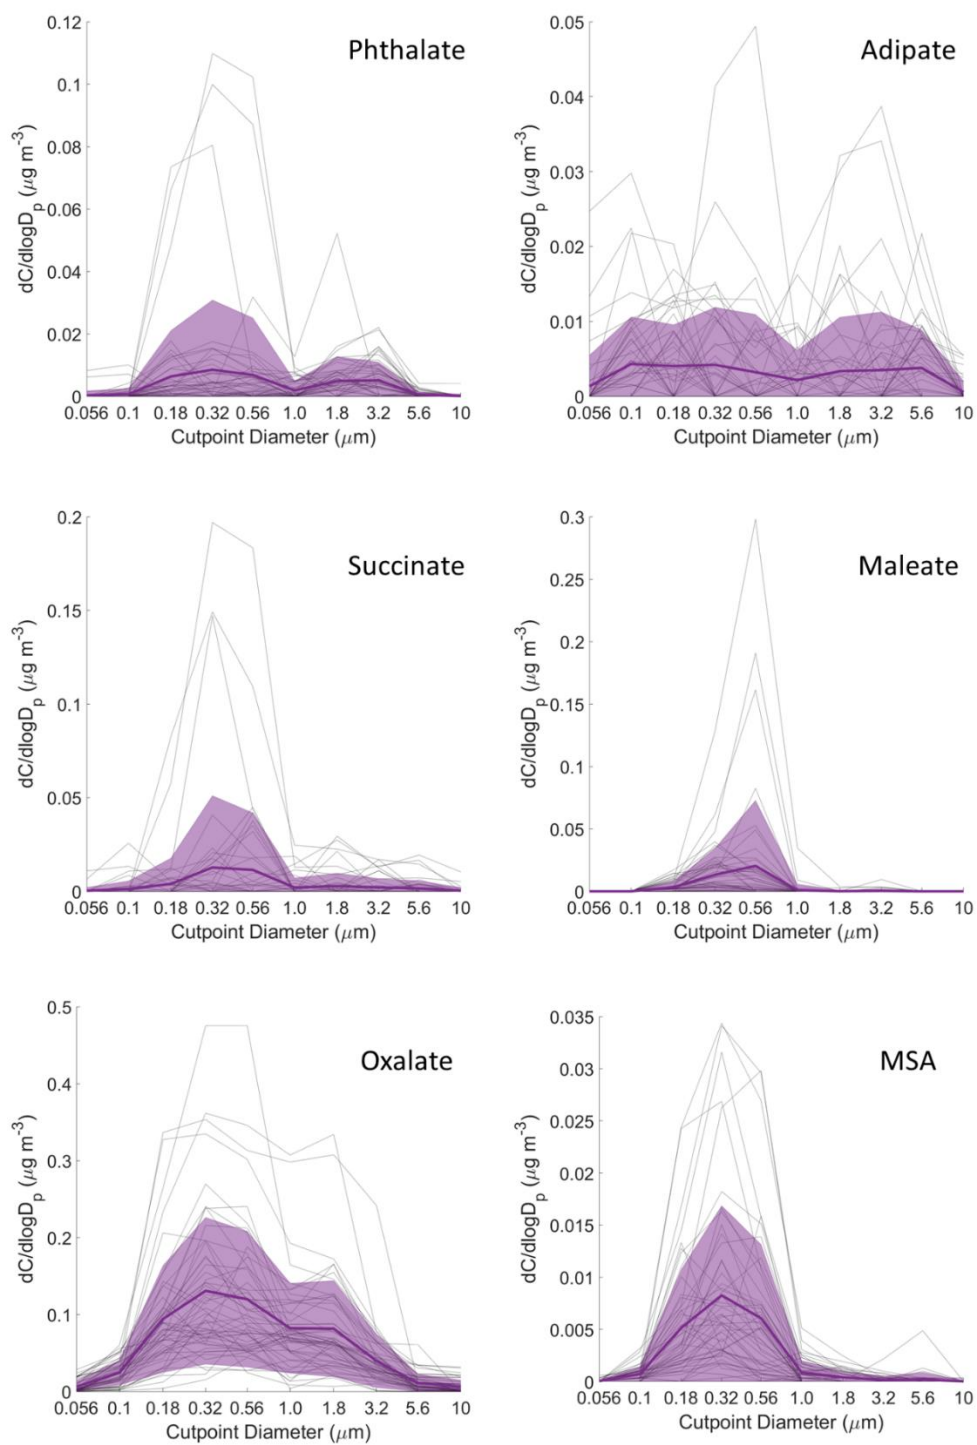 Phthalate
dC/dlogDp (μg m-3)
0.12
0.1
0.08
0.06
0.04
0.02
0
0.056 0.1 0.18 0.32 0.56 1.0 1.8 3.2 5.6 10
Cutpoint Diameter (μm)
Adipate
dC/dlogDp (μg m-3)
0.05
0.04
0.03
0.02
0.01
0
0.056 0.1 0.18 0.32 0.56 1.0 1.8 3.2 5.6 10
Cutpoint Diameter (μm)
Succinate
dC/dlogDp (μg m-3)
0.2
0.15
0.1
0.05
0
0.056 0.1 0.18 0.32 0.56 1.0 1.8 3.2 5.6 10
Cutpoint Diameter (μm)
Maleate
dC/dlogDp (μg m-3)
0.3
0.25
0.2
0.15
0.1
0.05
0
0.056 0.1 0.18 0.32 0.56 1.0 1.8 3.2 5.6 10
Cutpoint Diameter (μm)
Oxalate
dC/dlogDp (μg m-3)
0.5
0.4
0.3
0.2
0.1
0
0.056 0.1 0.18 0.32 0.56 1.0 1.8 3.2 5.6 10
Cutpoint Diameter (μm)
MSA
dC/dlogDp (μg m-3)
0.035
0.03
0.025
0.02
0.015
0.01
0.005
0
0.056 0.1 0.18 0.32 0.56 1.0 1.8 3.2 5.6 10
Cutpoint Diameter (μm)